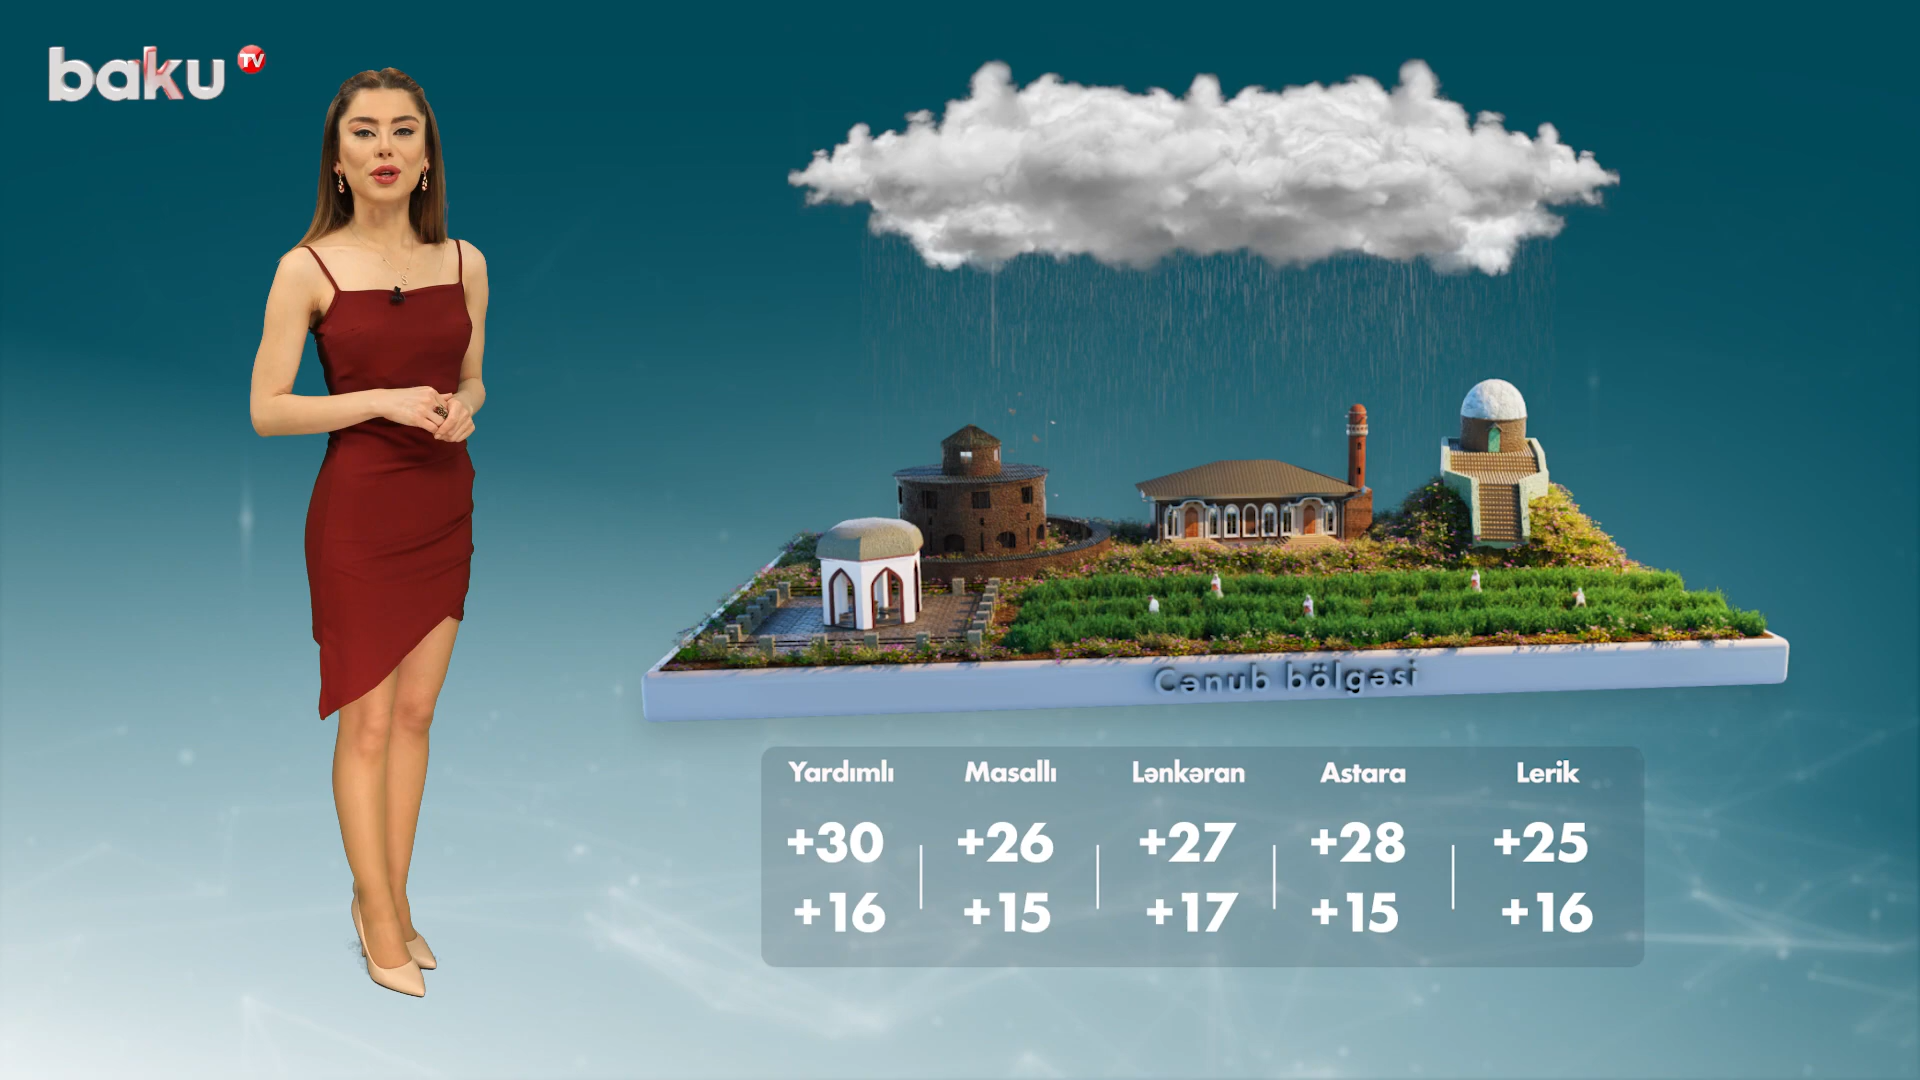 baku TV
Cənub bölgəsi
Yardımlı Masallı Lənkəran Astara Lerik
+30 +26 +27 +28 +25
+16 +15 +17 +15 +16